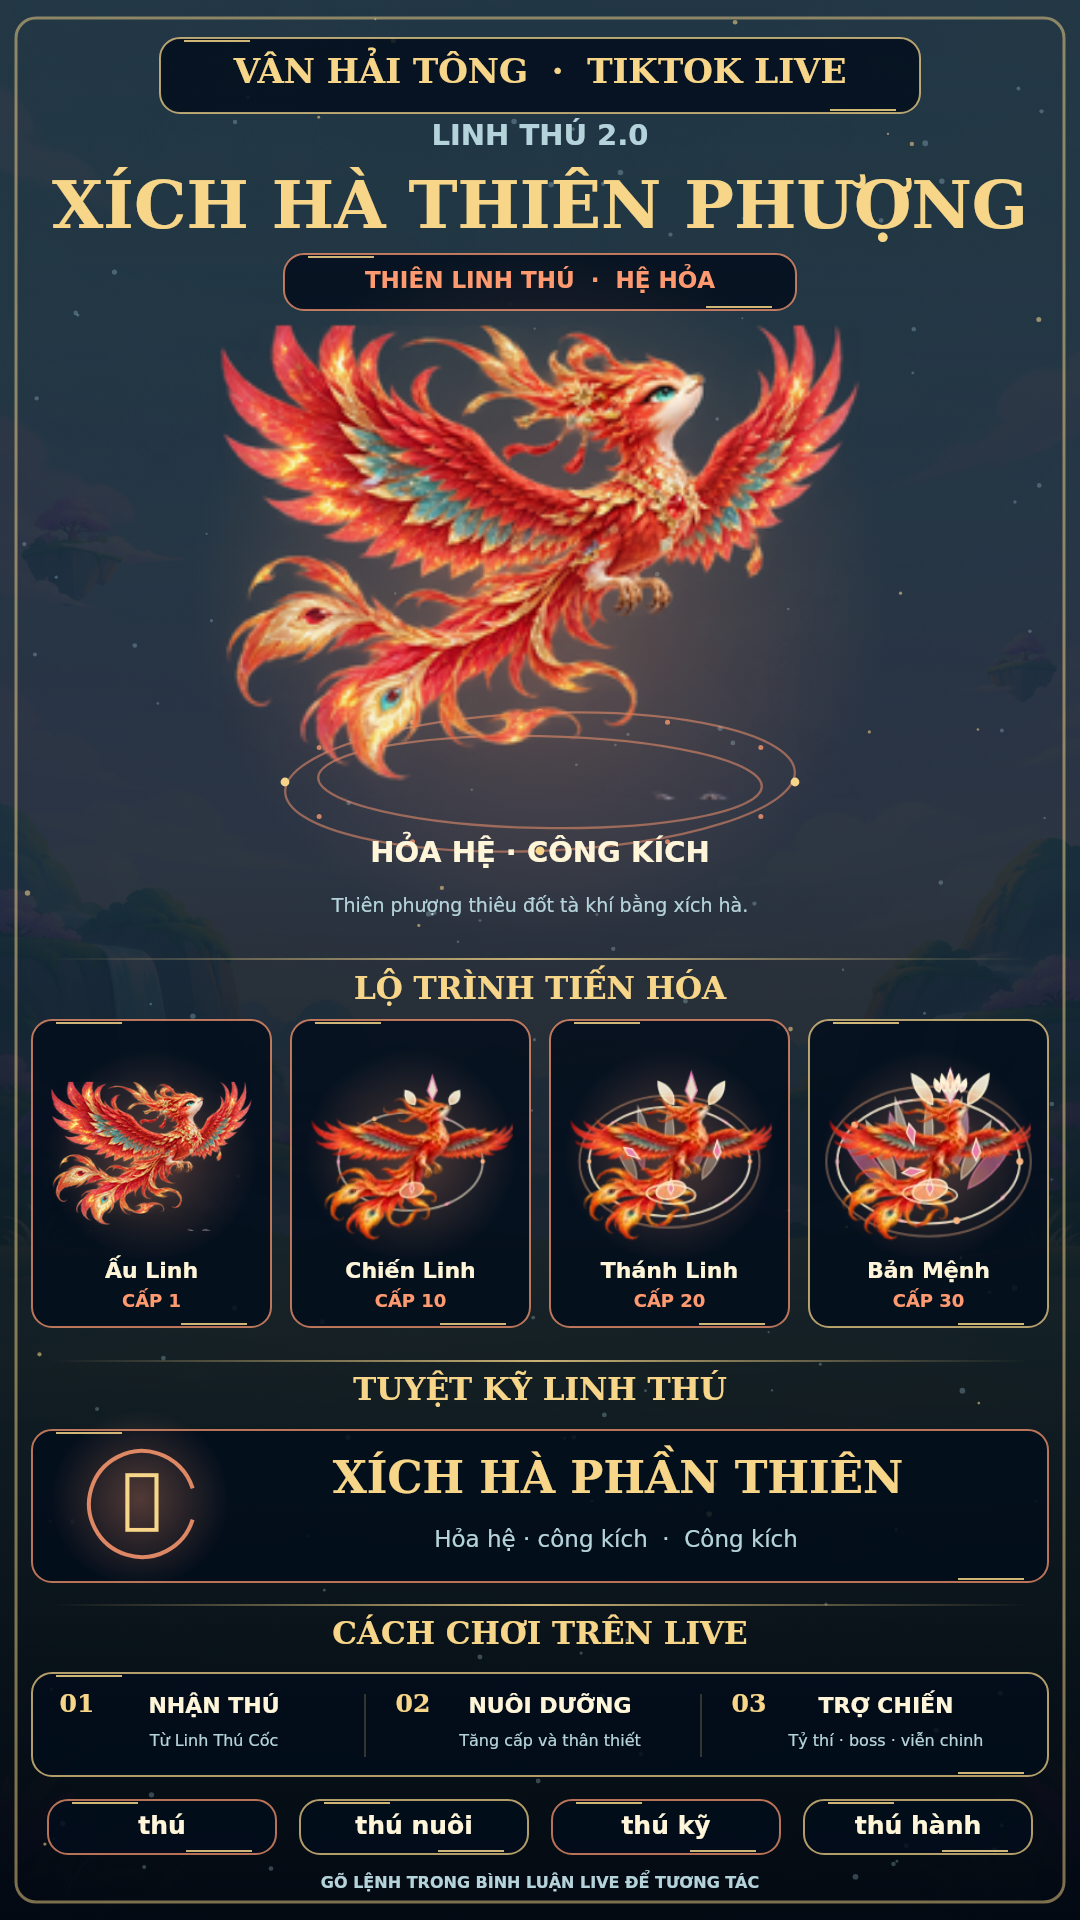 VÂN HẢI TÔNG · TIKTOK LIVE
LINH THÚ 2.0
XÍCH HÀ THIÊN PHƯỢNG
THIÊN LINH THÚ · HỆ HỎA
HỎA HỆ · CÔNG KÍCH
Thiên phượng thiêu đốt tà khí bằng xích hà.
LỘ TRÌNH TIẾN HÓA
Ấu Linh
CẤP 1
Chiến Linh
CẤP 10
Thánh Linh
CẤP 20
Bản Mệnh
CẤP 30
TUYỆT KỸ LINH THÚ
XÍCH HÀ PHẦN THIÊN
Hỏa hệ · công kích · Công kích
CÁCH CHƠI TRÊN LIVE
01 NHẬN THÚ
Từ Linh Thú Cốc
02 NUÔI DƯỠNG
Tăng cấp và thân thiết
03 TRỢ CHIẾN
Tỷ thí · boss · viễn chinh
thú
thú nuôi
thú kỹ
thú hành
GÕ LỆNH TRONG BÌNH LUẬN LIVE ĐỂ TƯƠNG TÁC